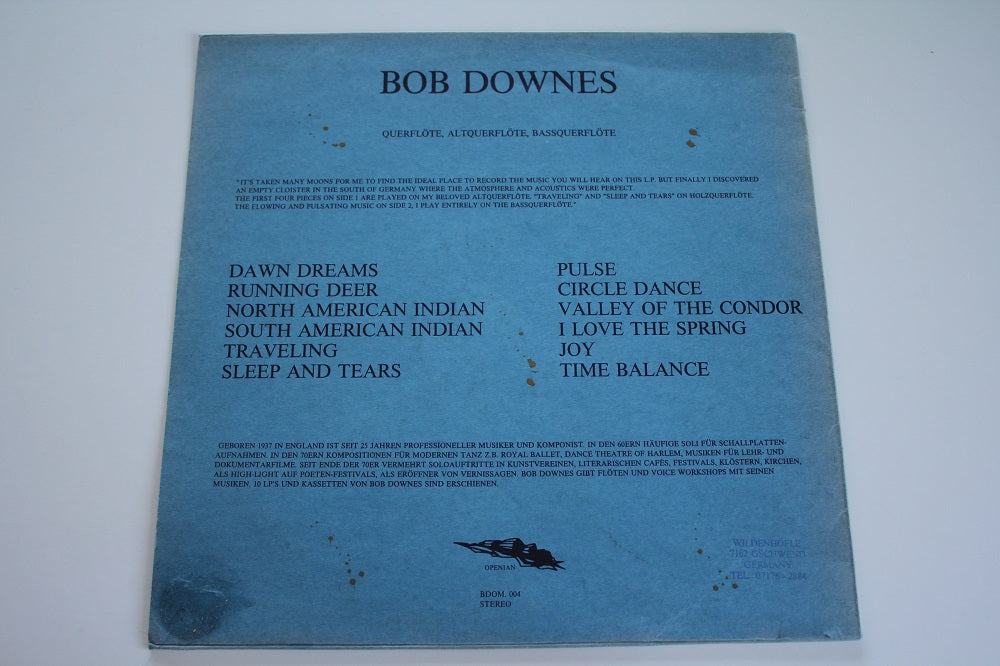 BOB DOWNES
QUERFLÖTE, ALTQUERFLÖTE, BASSQUERFLÖTE
"IT'S TAKEN MANY MOONS FOR ME TO FIND THE IDEAL PLACE TO RECORD THE MUSIC YOU WILL HEAR ON THIS L.P. BUT FINALLY I DISCOVERED
AN EMPTY CLOISTER IN THE SOUTH OF GERMANY WHERE THE ATMOSPHERE AND ACOUSTICS WERE PERFECT.
THE FIRST FOUR PIECES ON SIDE 1 ARE PLAYED ON MY BELOVED ALTQUERFLÖTE. "TRAVELING" AND "SLEEP AND TEARS" ON HOLZQUERFLÖTE.
THE FLOWING AND PULSATING MUSIC ON SIDE 2, I PLAY ENTIRELY ON THE BASSQUERFLÖTE."
DAWN DREAMS
RUNNING DEER
NORTH AMERICAN INDIAN
SOUTH AMERICAN INDIAN
TRAVELING
SLEEP AND TEARS
PULSE
CIRCLE DANCE
VALLEY OF THE CONDOR
I LOVE THE SPRING
JOY
TIME BALANCE
GEBOREN 1937 IN ENGLAND IST SEIT 25 JAHREN PROFESSIONELLER MUSIKER UND KOMPONIST. IN DEN 60ERN HÄUFIGE SOLI FÜR SCHALLPLATTEN-
AUFNAHMEN. IN DEN 70ERN KOMPOSITIONEN FÜR MODERNEN TANZ Z.B. ROYAL BALLET, DANCE THEATRE OF HARLEM, MUSIKEN FÜR LEHR- UND
DOKUMENTARFILME. SEIT ENDE DER 70ER VERMEHRT SOLOAUFTRITTE IN KUNSTVEREINEN, LITERARISCHEN CAFÉS, FESTIVALS, KLÖSTERN, KIRCHEN,
ALS HIGH-LIGHT AUF POETEN-FESTIVALS, ALS ERÖFFNER VON VERNISSAGEN. BOB DOWNES GIBT FLÖTEN UND VOICE WORKSHOPS MIT SEINEN
MUSIKEN. 10 LP'S UND KASSETTEN VON BOB DOWNES SIND ERSCHIENEN.
OPENIAN
BDOM. 004
STEREO
WILDENHÖFLE
7162 GSCHWEND
GERMANY
TEL. 07176 - 2884